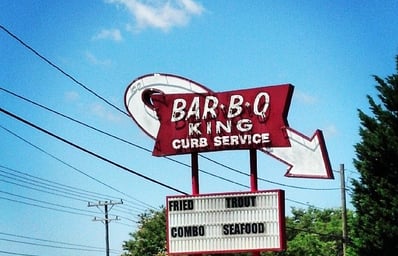 BAR-B-Q
KING
CURB SERVICE
FRIED TROUT
COMBO SEAFOOD